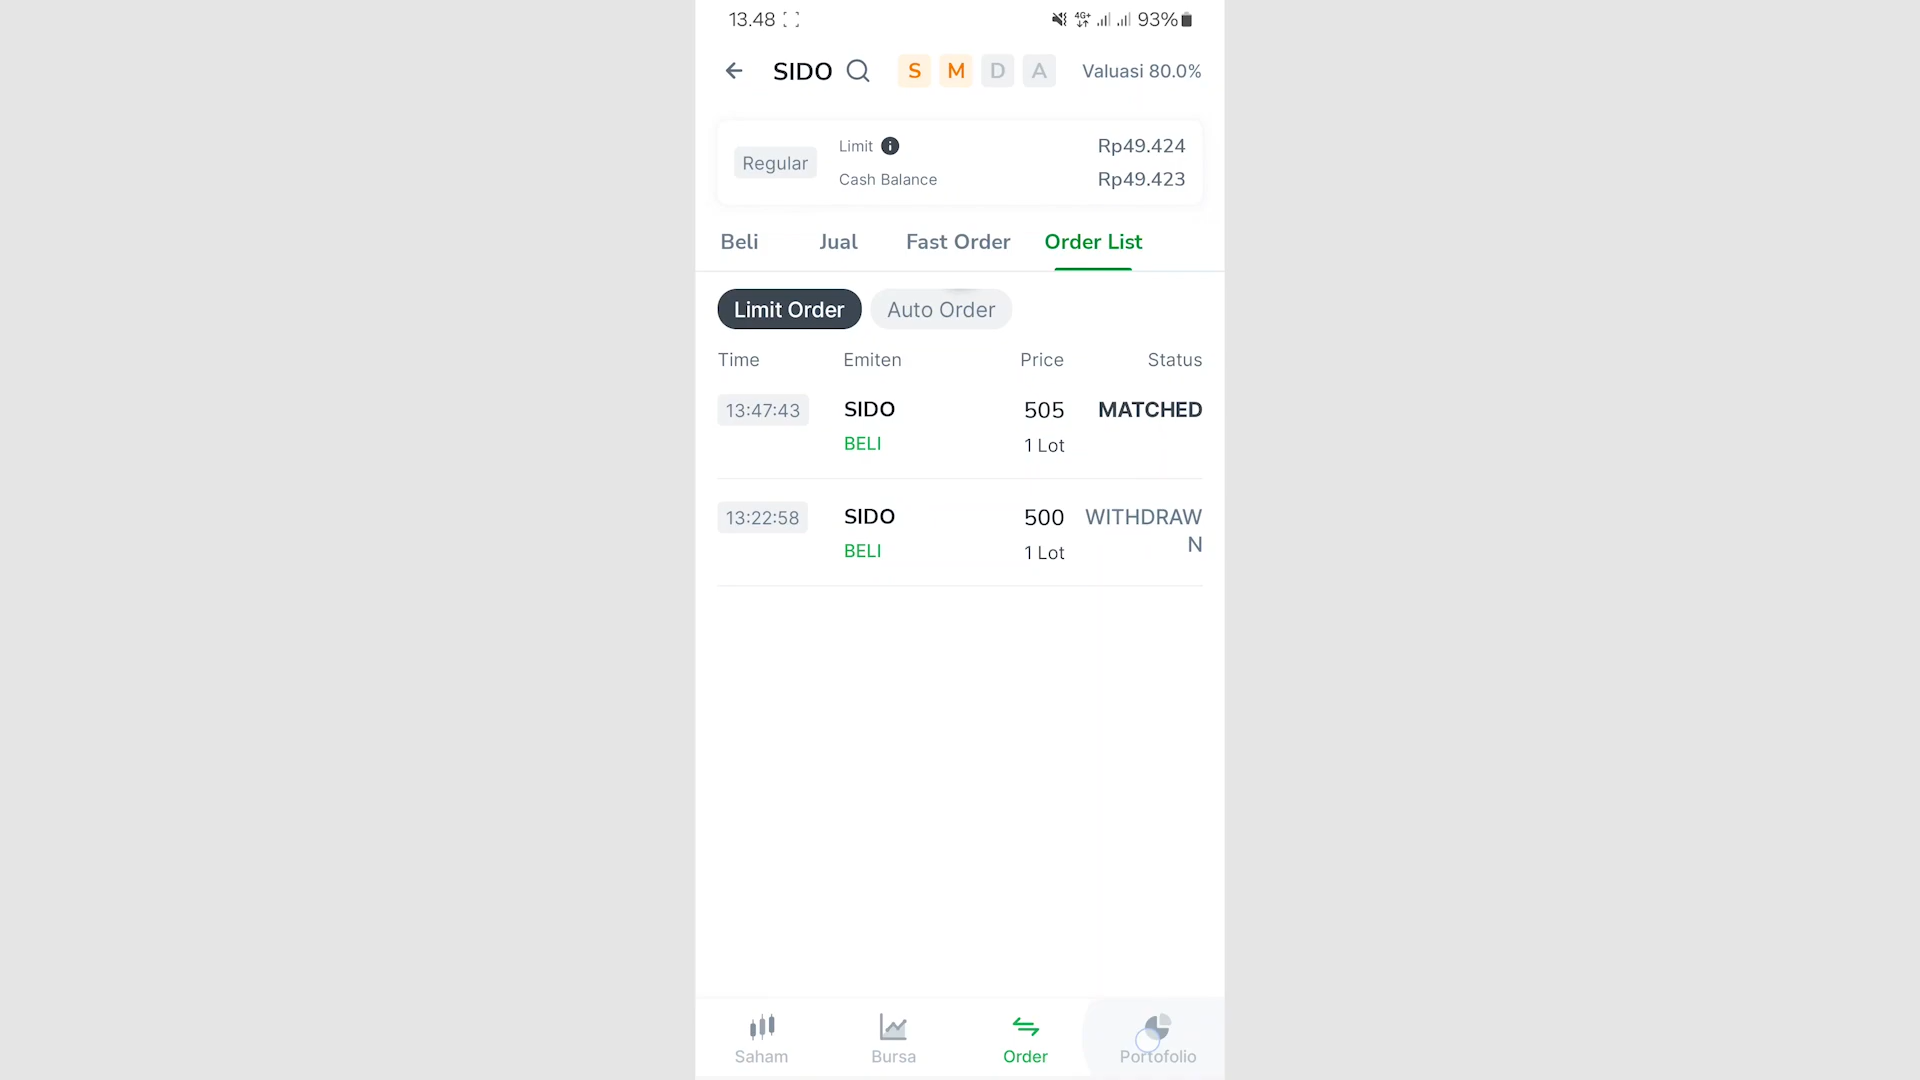 13.48 4G+ 93%
SIDO S M D A Valuasi 80.0%
Regular Limit i Rp49.424
Cash Balance Rp49.423
Beli Jual Fast Order Order List
Limit Order Auto Order
Time Emiten Price Status
13:47:43 SIDO 505 MATCHED
BELI 1 Lot
13:22:58 SIDO 500 WITHDRAW
N
BELI 1 Lot
Saham Bursa Order Portofolio